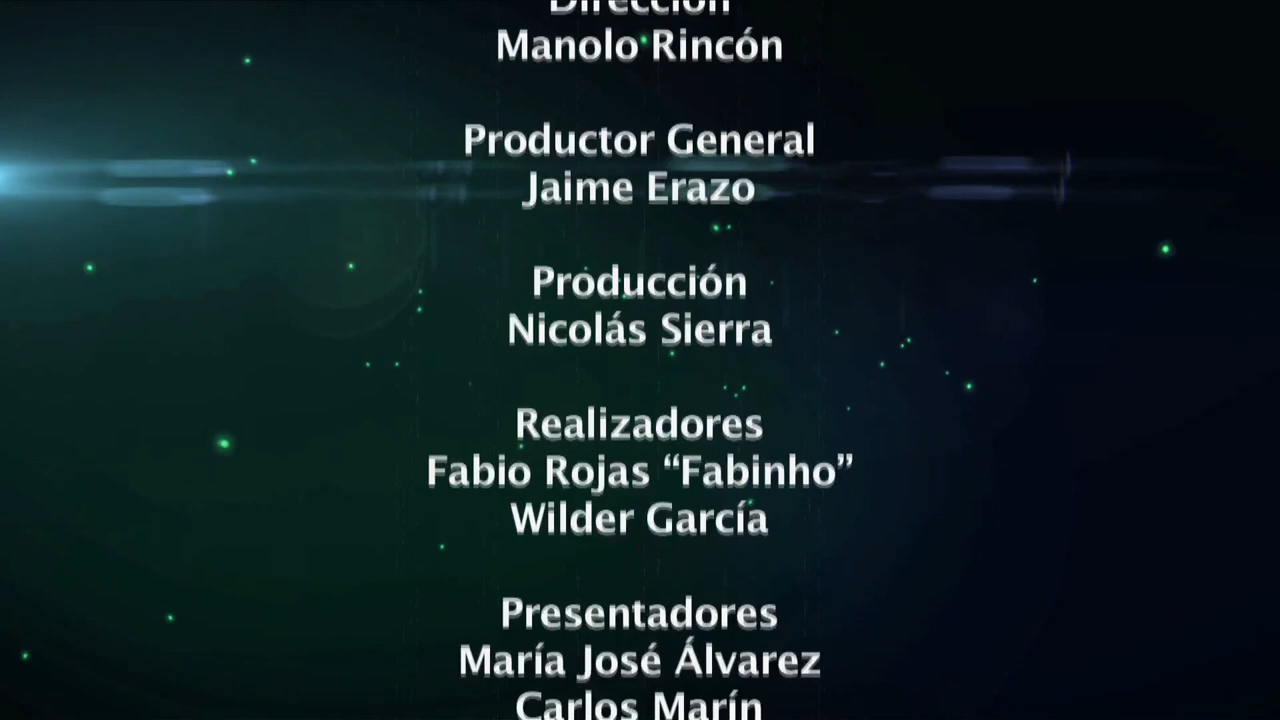 Dirección
Manolo Rincón
Productor General
Jaime Erazo
Producción
Nicolás Sierra
Realizadores
Fabio Rojas “Fabinho”
Wilder García
Presentadores
María José Álvarez
Carlos Marín